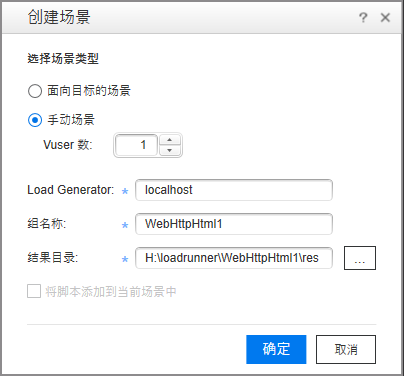 创建场景
选择场景类型
面向目标的场景
手动场景
Vuser 数: 1
Load Generator: * localhost
组名称: * WebHttpHtml1
结果目录: * H:\loadrunner\WebHttpHtml1\res ...
将脚本添加到当前场景中
确定 取消